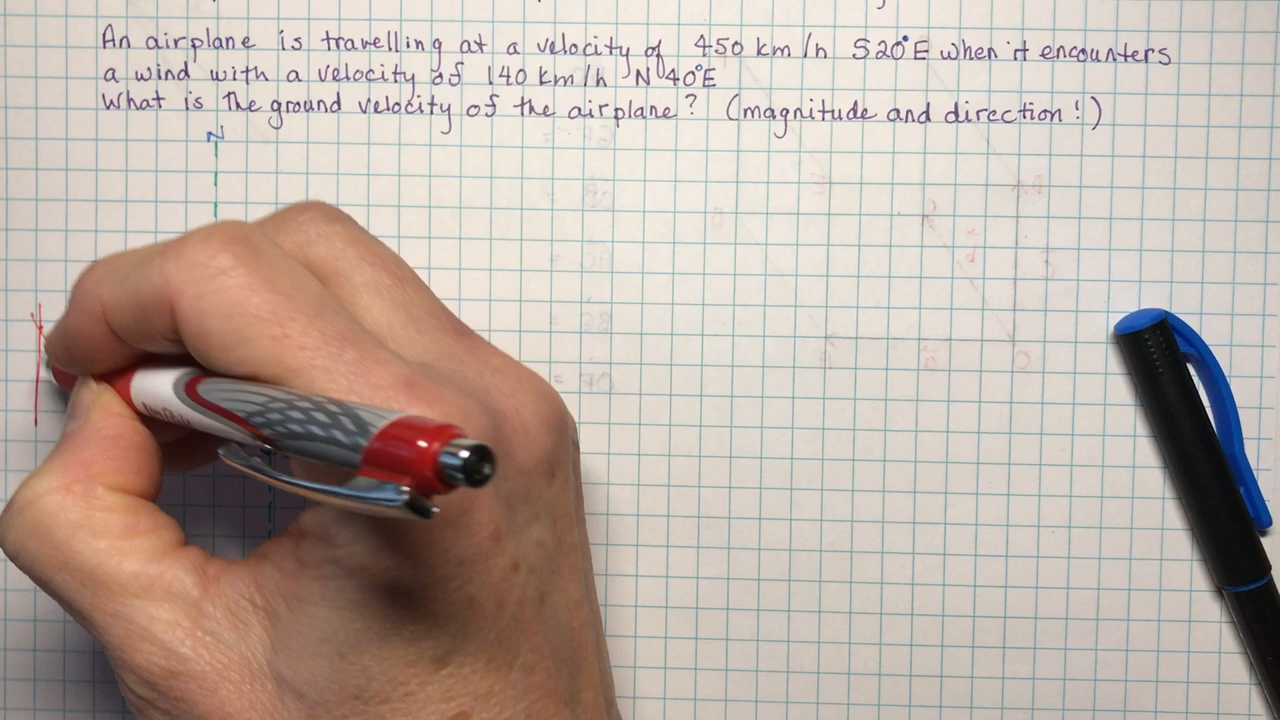 An airplane is travelling at a velocity of 450 km/h S20°E when it encounters
a wind with a velocity of 140 km/h N40°E
What is the ground velocity of the airplane? (magnitude and direction!)
N